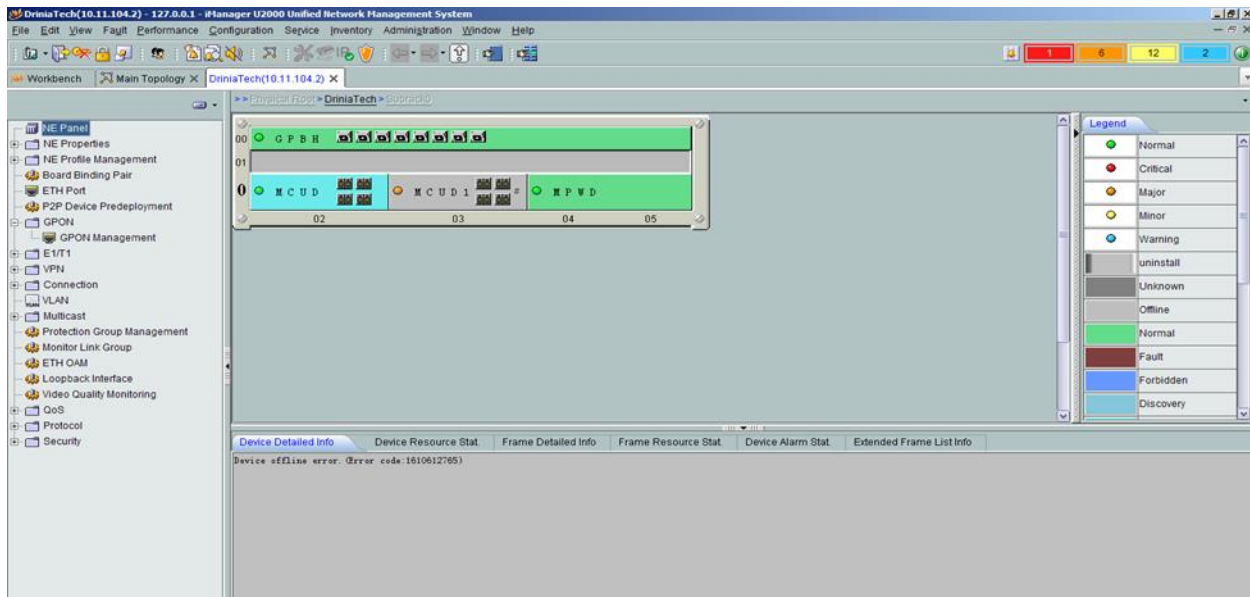 DriniaTech(10.11.104.2) - 127.0.0.1 - iManager U2000 Unified Network Management System
File Edit View Fault Performance Configuration Service Inventory Administration Window Help
1 6 12 2
Workbench Main Topology DriniaTech(10.11.104.2)
>> Physical Root > DriniaTech > Subrack0
NE Panel
NE Properties
NE Profile Management
Board Binding Pair
ETH Port
P2P Device Predeployment
GPON
GPON Management
E1/T1
VPN
Connection
VLAN
Multicast
Protection Group Management
Monitor Link Group
ETH OAM
Loopback Interface
Video Quality Monitoring
QoS
Protocol
Security
00 GPBH
01
0 MCUD MCUD1 # MPWD
02 03 04 05
Legend
Normal
Critical
Major
Minor
Warning
uninstall
Unknown
Offline
Normal
Fault
Forbidden
Discovery
Device Detailed Info Device Resource Stat. Frame Detailed Info Frame Resource Stat. Device Alarm Stat. Extended Frame List Info
Device offline error. (Error code:1610612765)